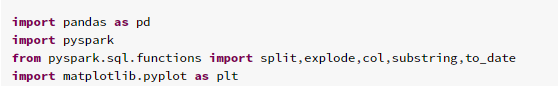 import pandas as pd
import pyspark
from pyspark.sql.functions import split,explode,col,substring,to_date
import matplotlib.pyplot as plt